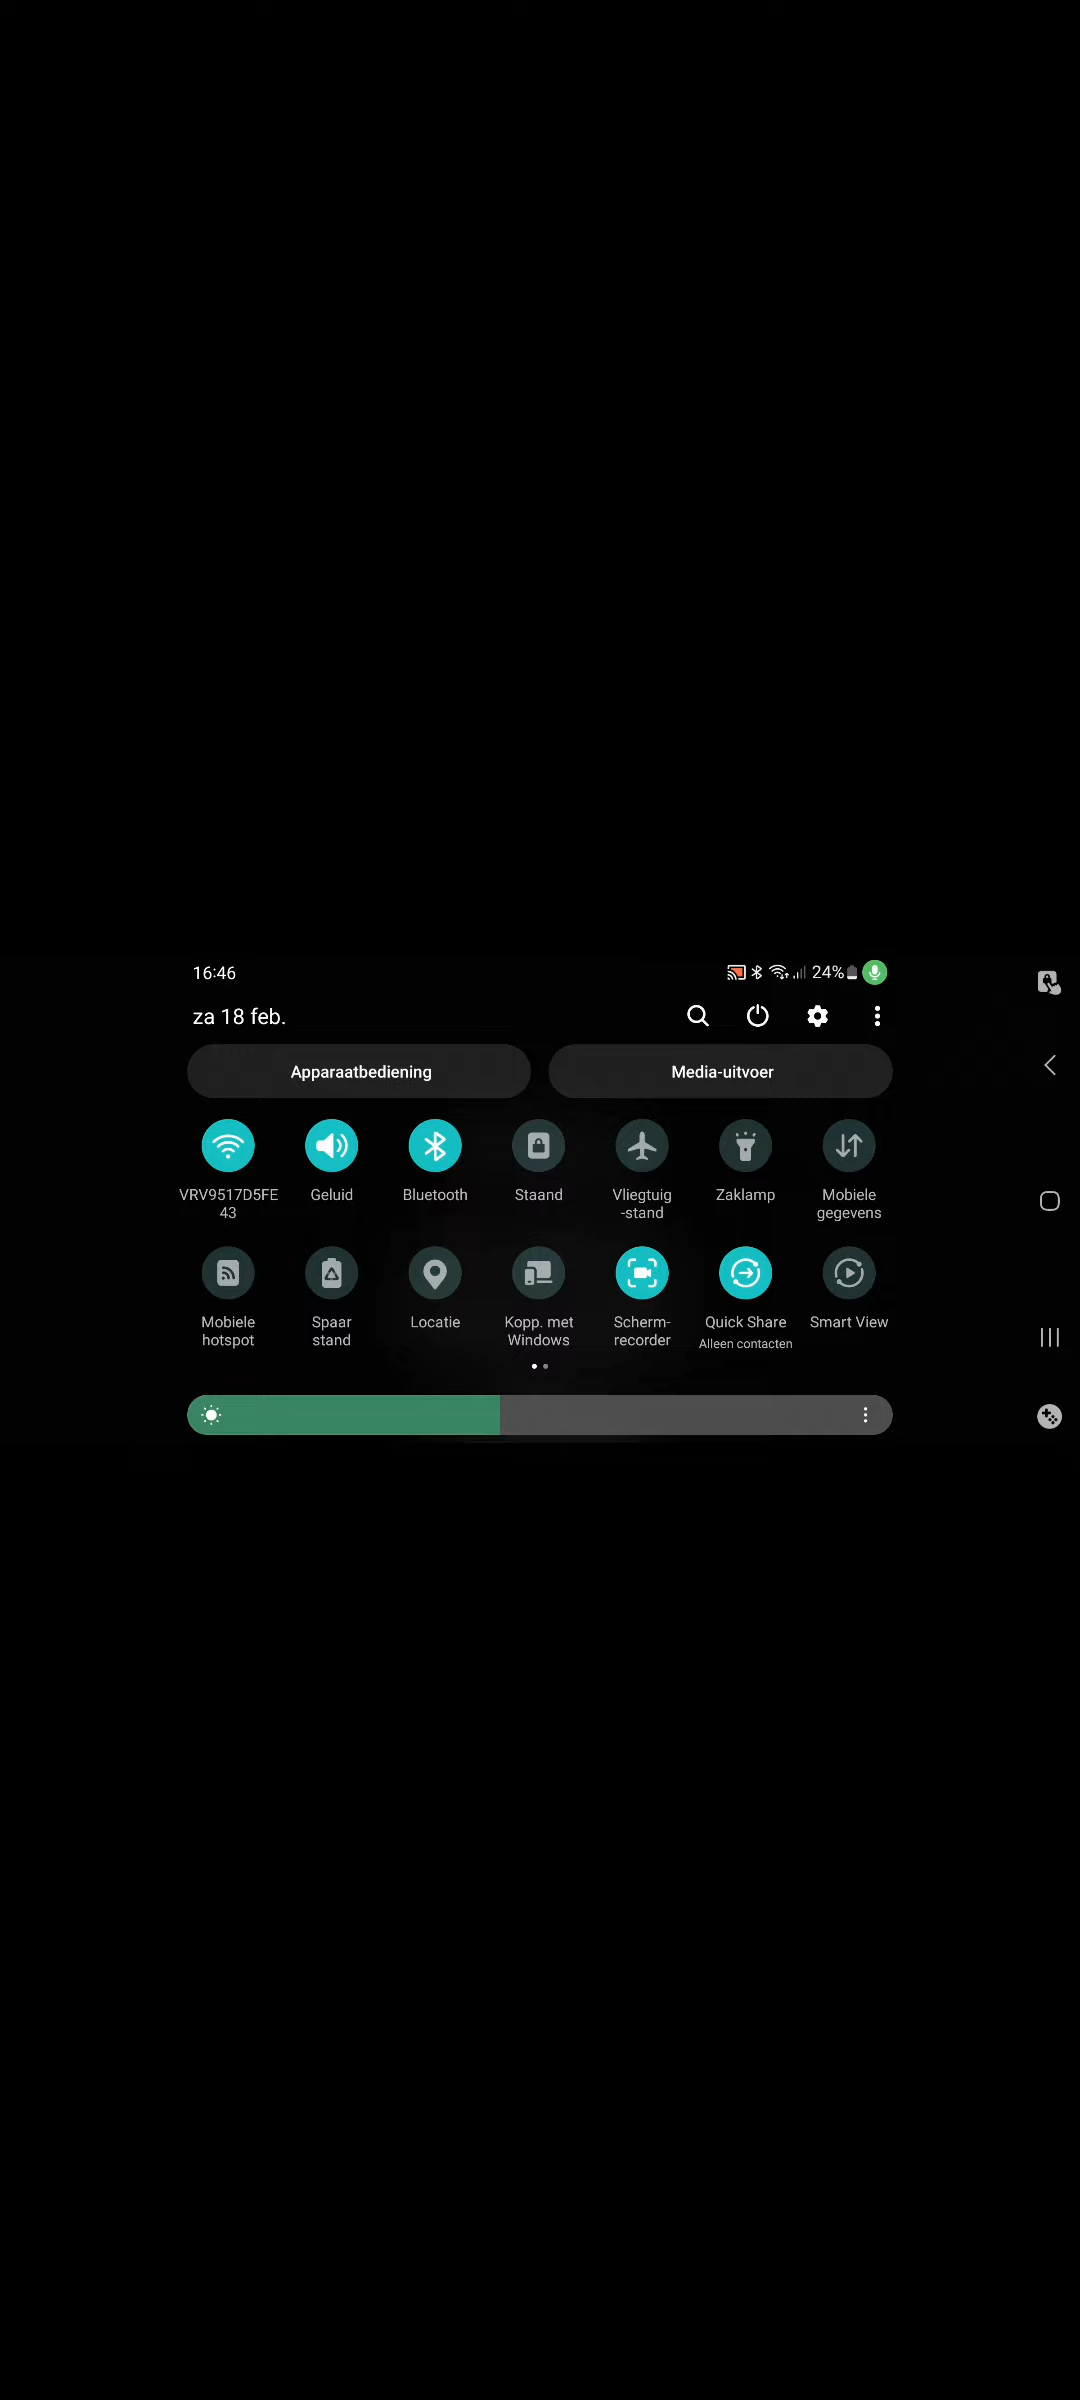 16:46
24%
za 18 feb.
Apparaatbediening
Media-uitvoer
VRV9517D5FE
43
Geluid
Bluetooth
Staand
Vliegtuig
-stand
Zaklamp
Mobiele
gegevens
Mobiele
hotspot
Spaar
stand
Locatie
Kopp. met
Windows
Scherm-
recorder
Quick Share
Alleen contacten
Smart View